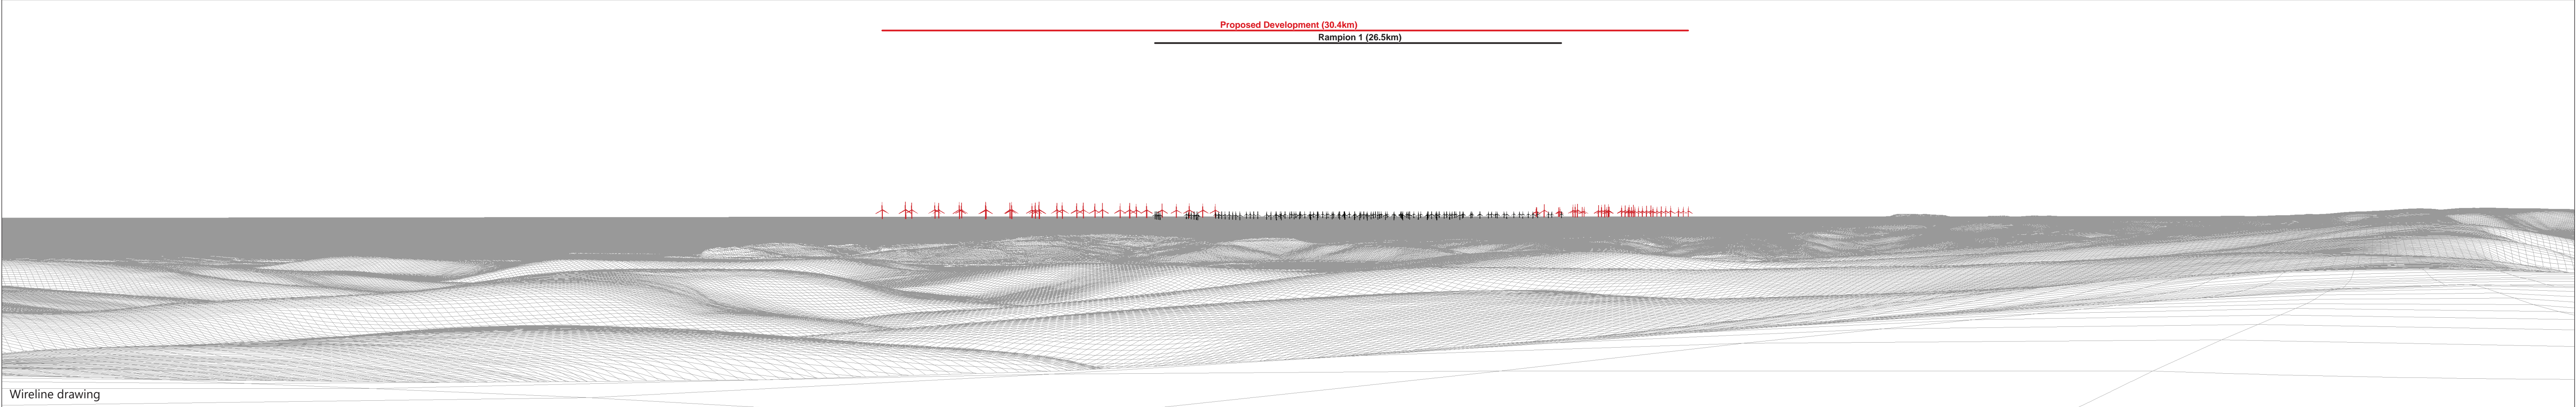 Proposed Development (30.4km)
Rampion 1 (26.5km)
Wireline drawing